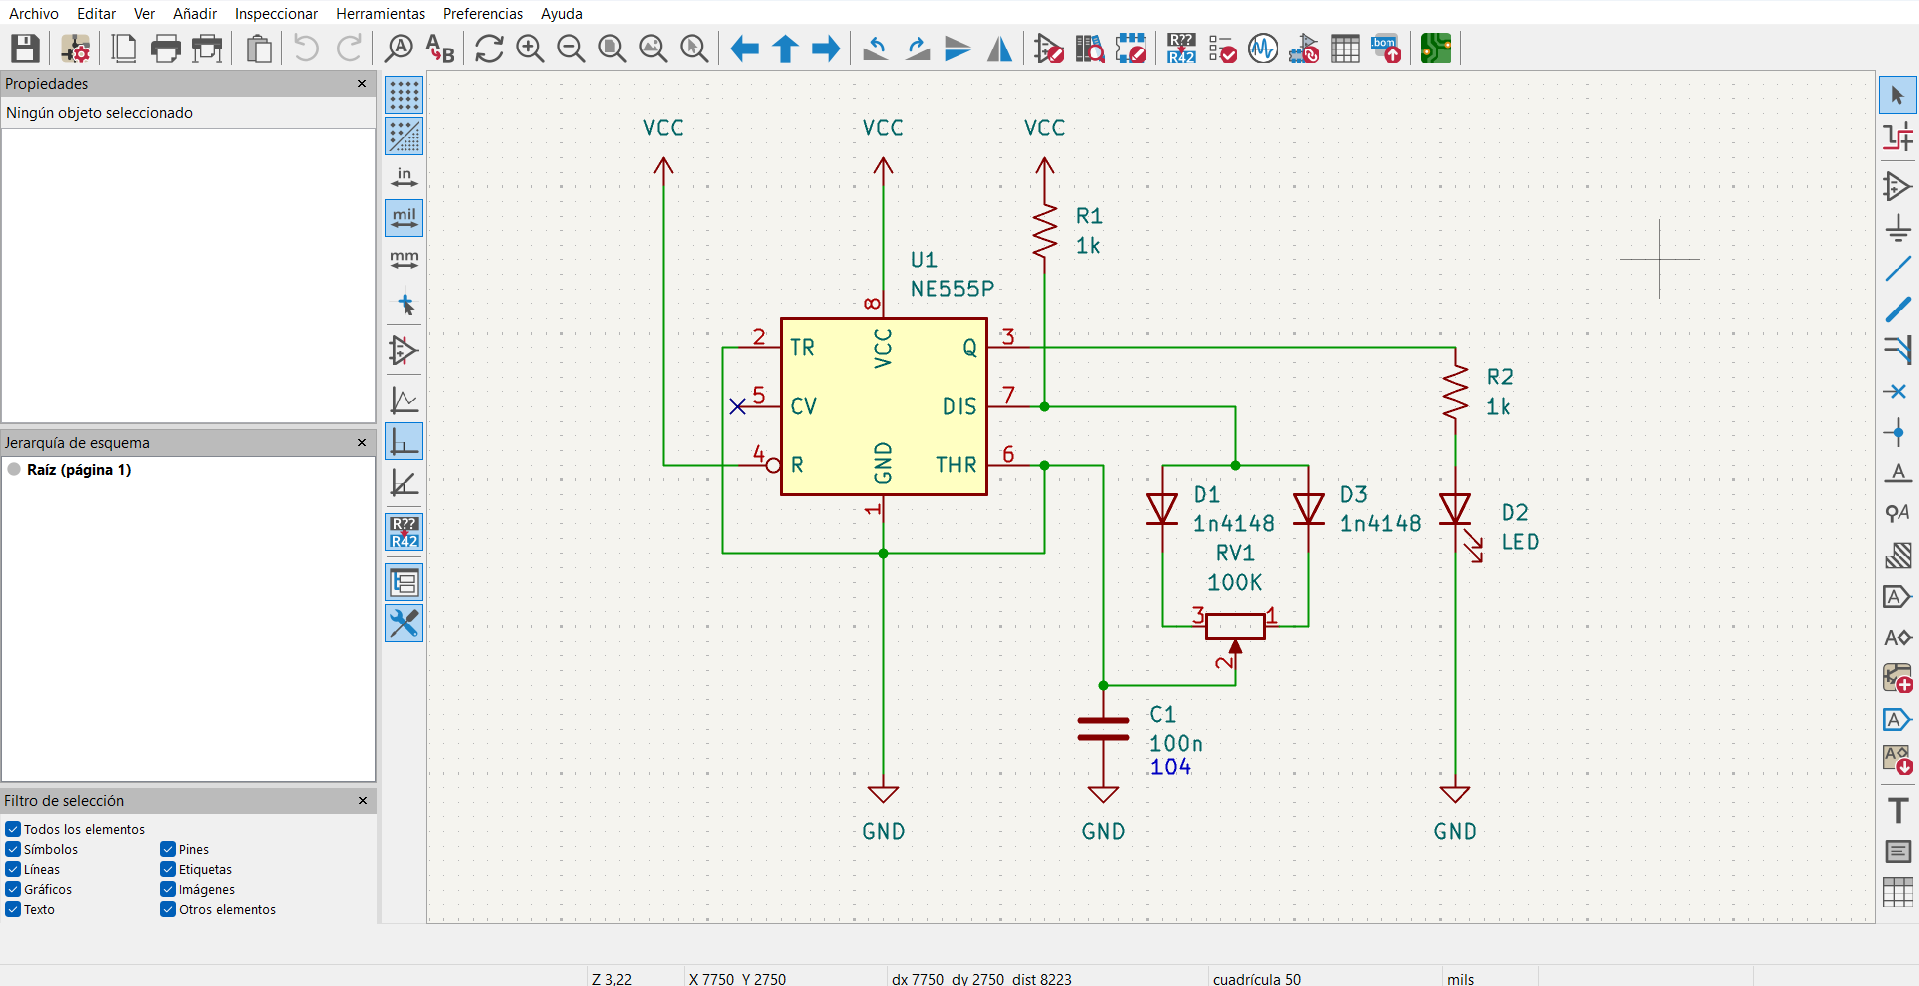 Archivo Editar Ver Añadir Inspeccionar Herramientas Preferencias Ayuda
A A B R?? R42 .bom
Propiedades ×
Ningún objeto seleccionado
in
mil
mm
R??
R42
Jerarquía de esquema ×
Raíz (página 1)
Filtro de selección ×
Todos los elementos
Símbolos Pines
Líneas Etiquetas
Gráficos Imágenes
Texto Otros elementos
VCC VCC VCC
R1
1k
U1
NE555P
8
2 TR VCC Q 3
R2
1k
5 CV DIS 7
4 R GND THR 6
1
D1 D3
1n4148 1n4148
D2
LED
RV1
100K
3 1
2
C1
100n
104
GND GND GND
A
A
A
A
A
A
T
Z 3,22 X 7750 Y 2750 dx 7750 dy 2750 dist 8223 cuadrícula 50 mils